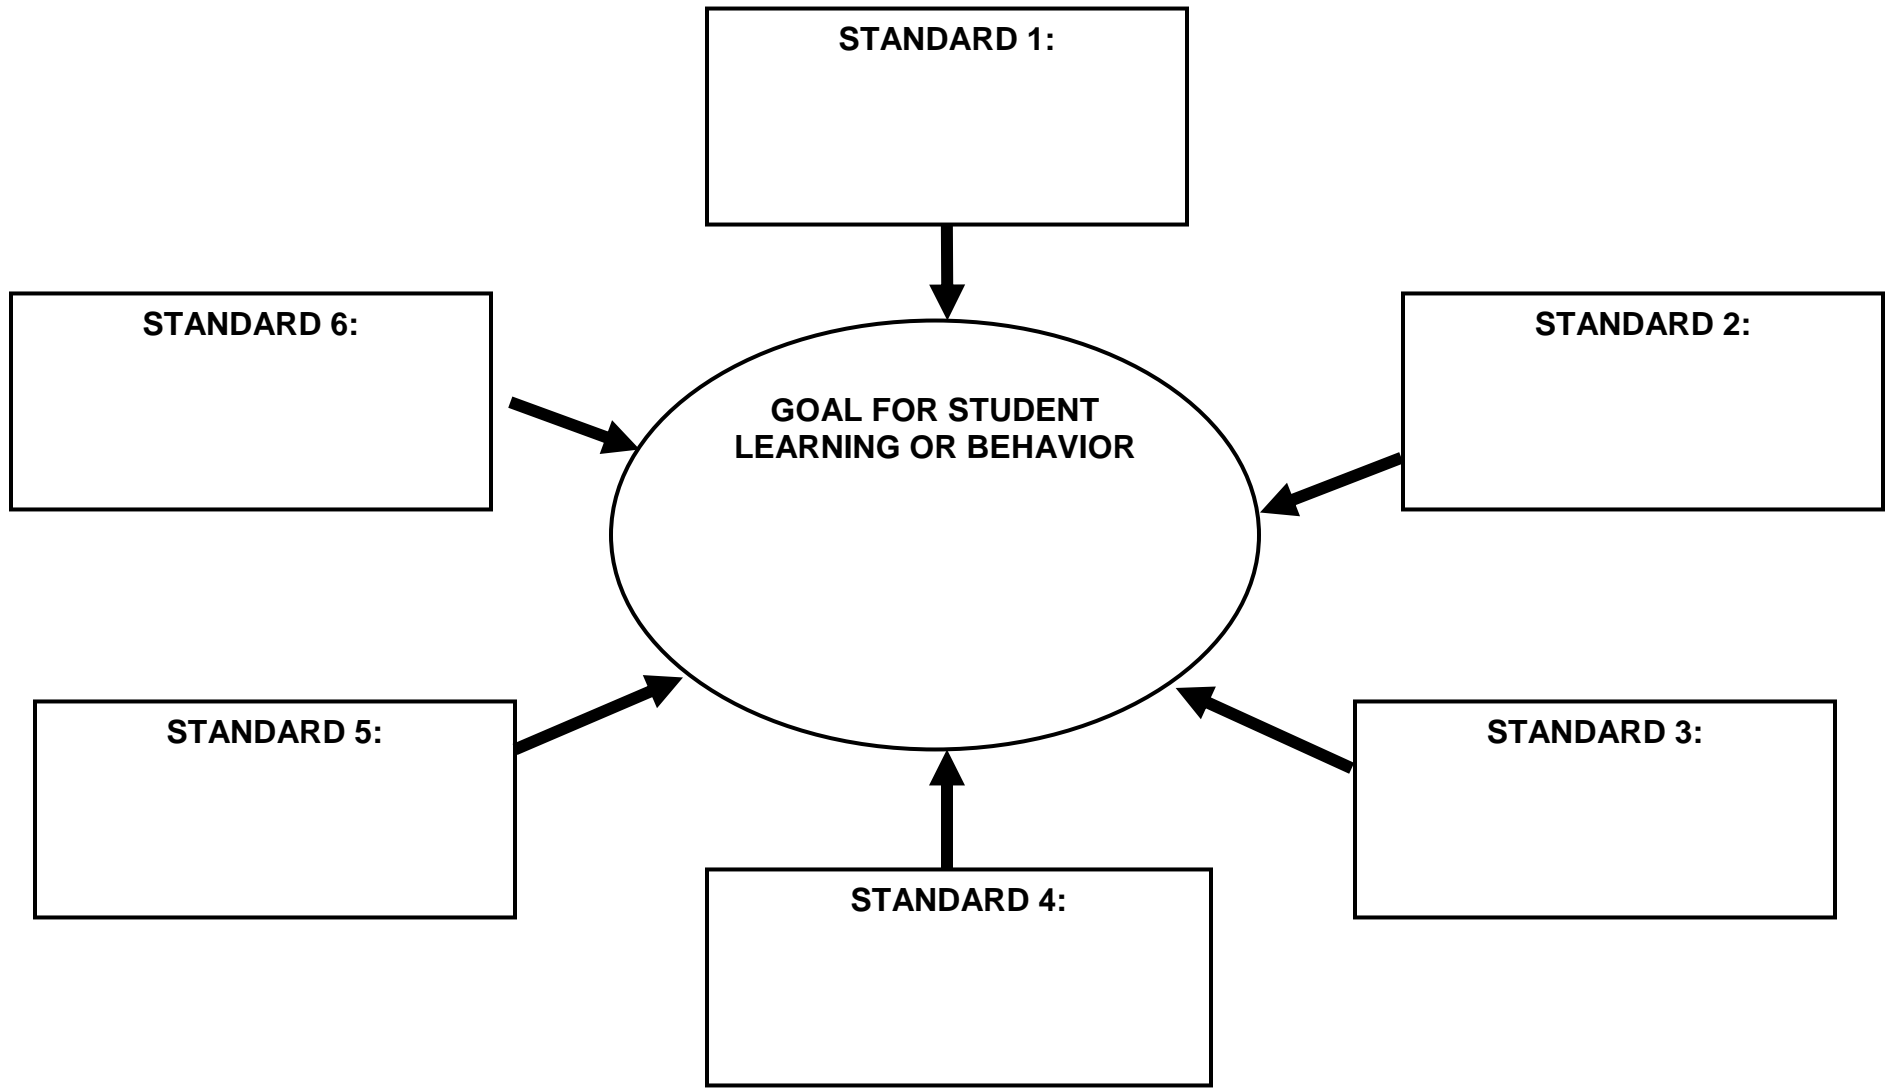 STANDARD 1:
STANDARD 6:
STANDARD 2:
GOAL FOR STUDENT
LEARNING OR BEHAVIOR
STANDARD 5:
STANDARD 3:
STANDARD 4: